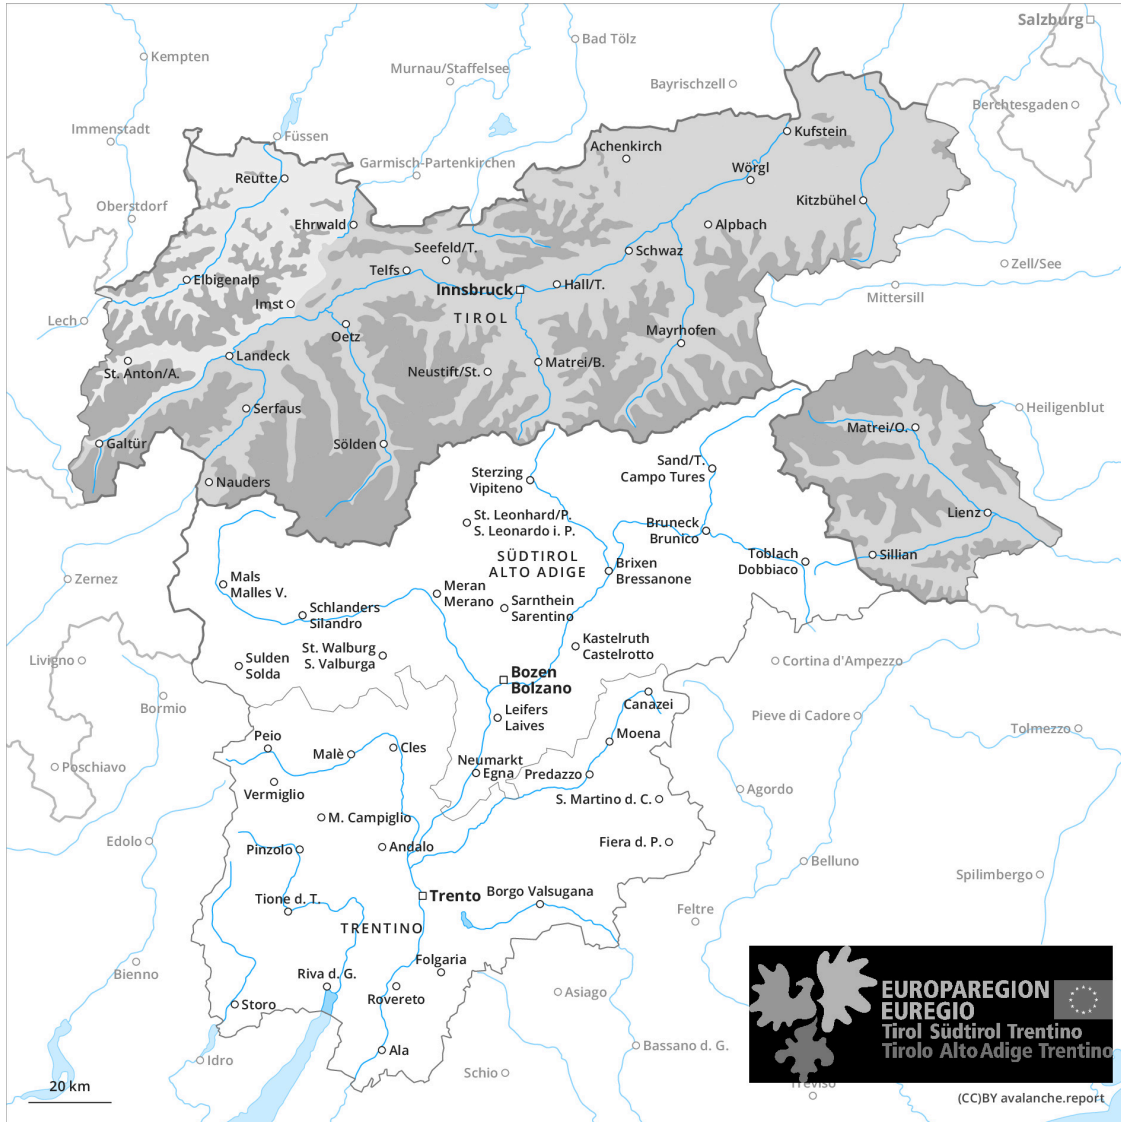 Salzburg
Bad Tölz
Kempten
Murnau/Staffelsee
Bayrischzell
Berchtesgaden
Immenstadt
Füssen
Kufstein
Achenkirch
Garmisch-Partenkirchen
Wörgl
Reutte
Kitzbühel
Oberstdorf
Ehrwald
Alpbach
Seefeld/T.
Schwaz
Telfs
Zell/See
Elbigenalp
Innsbruck
Hall/T.
Mittersill
Imst
TIROL
Lech
Oetz
Mayrhofen
Landeck
Matrei/B.
St. Anton/A.
Neustift/St.
Serfaus
Heiligenblut
Matrei/O.
Galtür
Sölden
Sand/T.
Campo Tures
Sterzing
Vipiteno
Nauders
Lienz
St. Leonhard/P.
S. Leonardo i. P.
Bruneck
Brunico
SÜDTIROL
ALTO ADIGE
Toblach
Dobbiaco
Sillian
Brixen
Bressanone
Zernez
Mals
Malles V.
Meran
Merano
Sarnthein
Sarentino
Schlanders
Silandro
Kastelruth
Castelrotto
St. Walburg
S. Valburga
Livigno
Sulden
Solda
Cortina d'Ampezzo
Bozen
Bolzano
Bormio
Canazei
Leifers
Laives
Pieve di Cadore
Tolmezzo
Peio
Moena
Malè
Cles
Neumarkt
Egna
Poschiavo
Predazzo
Vermiglio
Agordo
S. Martino d. C.
M. Campiglio
Edolo
Fiera d. P.
Pinzolo
Andalo
Belluno
Spilimbergo
Trento
Borgo Valsugana
Tione d. T.
Feltre
TRENTINO
Folgaria
Bienno
Riva d. G.
Rovereto
Asiago
Storo
EUROPAREGION
EUREGIO
Tirol Südtirol Trentino
Tirolo Alto Adige Trentino
Ala
Bassano d. G.
Idro
Schio
Treviso
20 km
(CC)BY avalanche.report